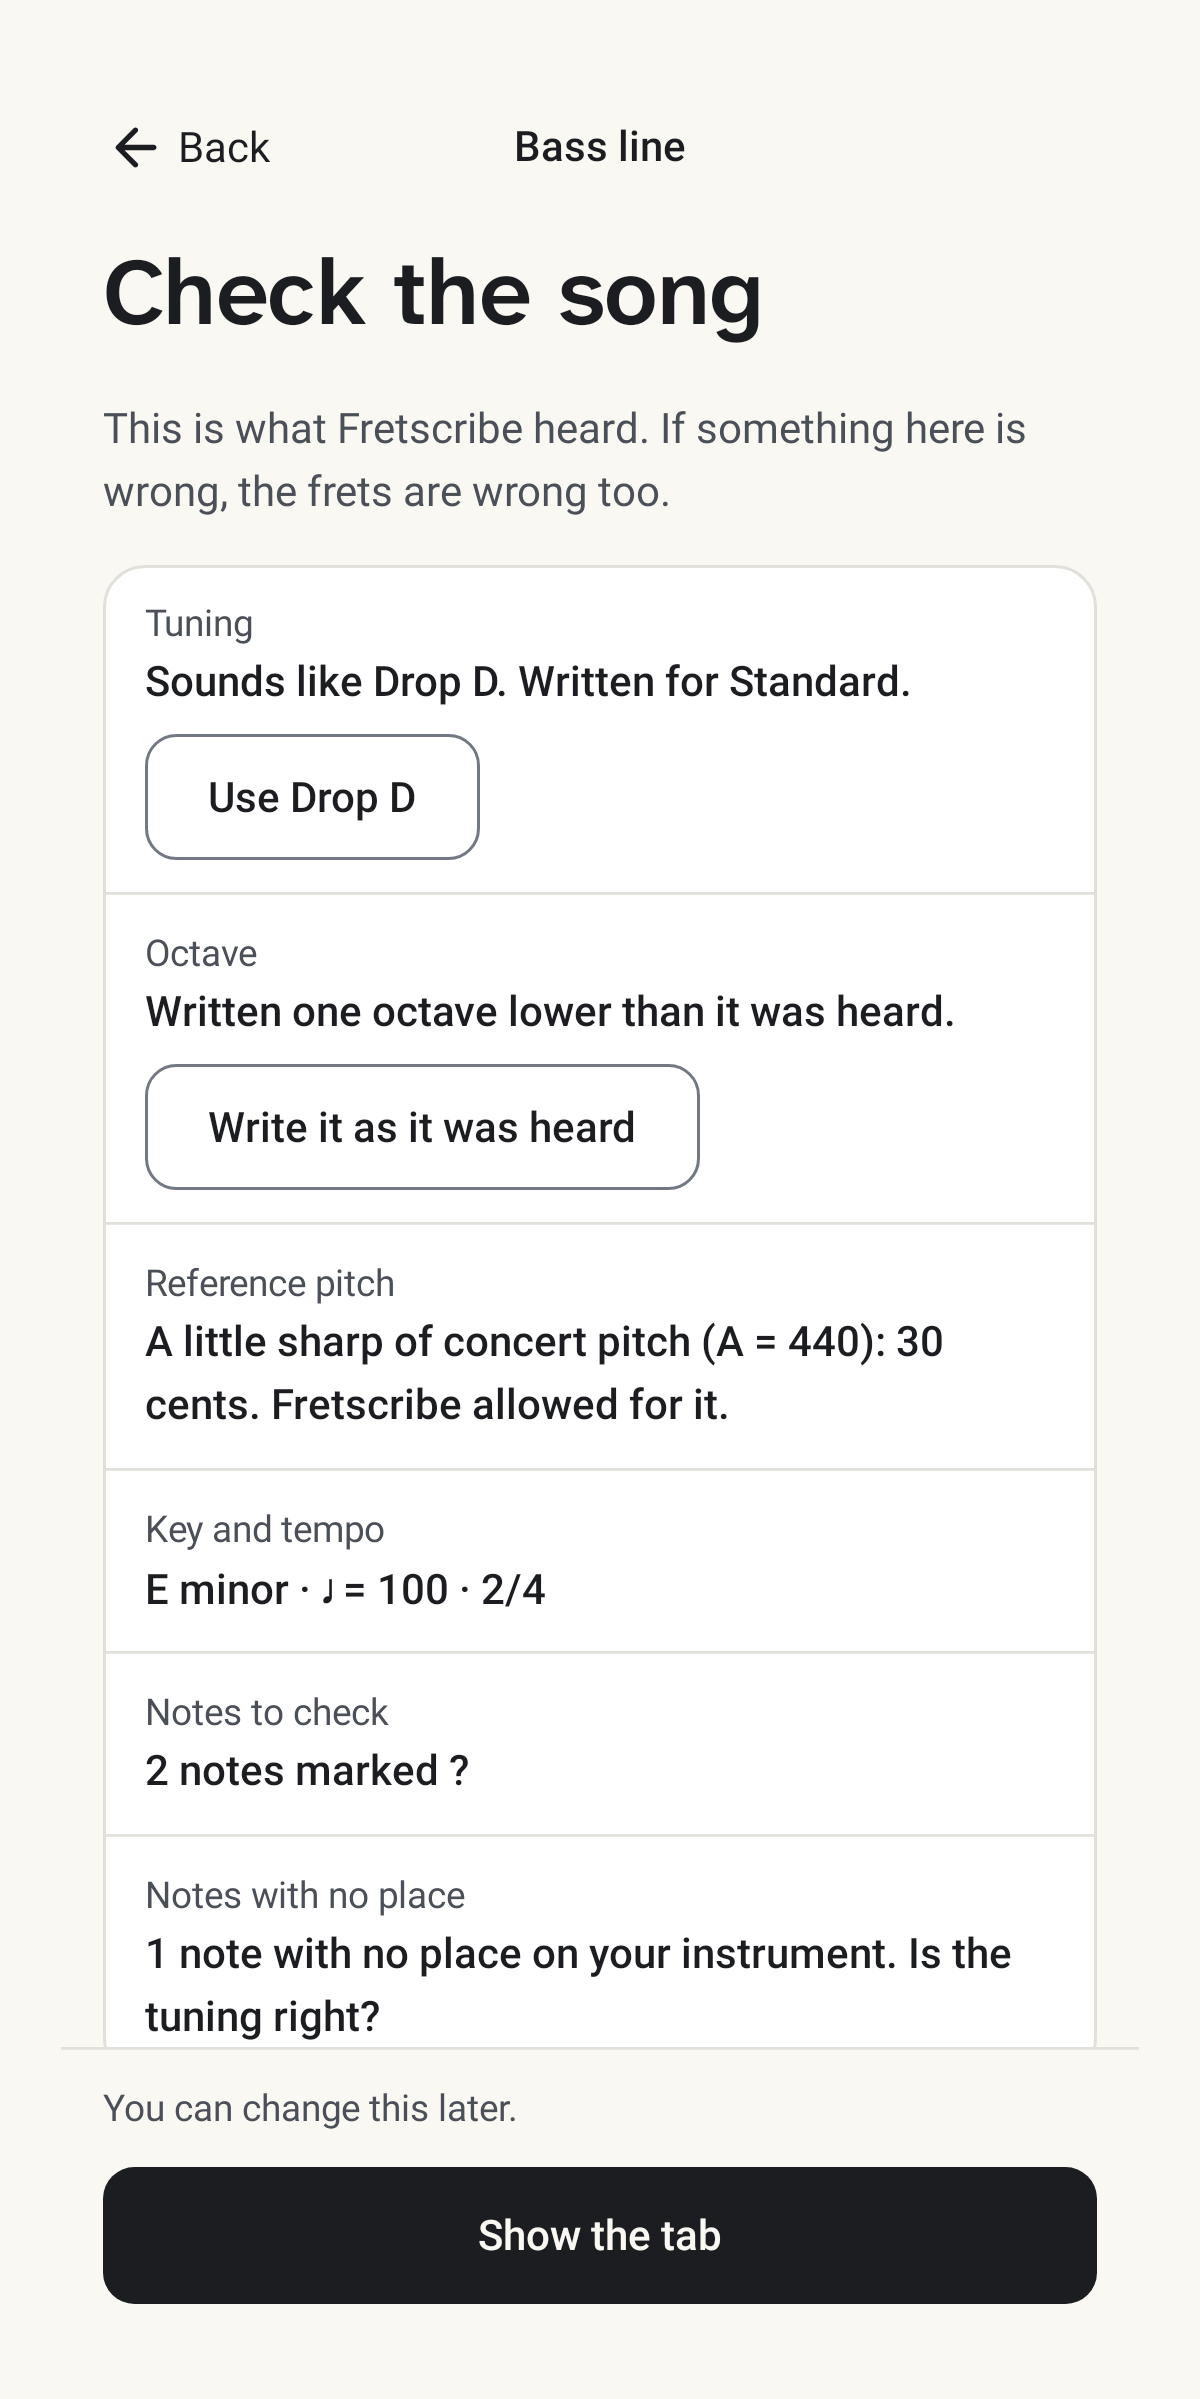 Back
Bass line
Check the song
This is what Fretscribe heard. If something here is
wrong, the frets are wrong too.
Tuning
Sounds like Drop D. Written for Standard.
Use Drop D
Octave
Written one octave lower than it was heard.
Write it as it was heard
Reference pitch
A little sharp of concert pitch (A = 440): 30
cents. Fretscribe allowed for it.
Key and tempo
E minor · ♩ = 100 · 2/4
Notes to check
2 notes marked ?
Notes with no place
1 note with no place on your instrument. Is the
tuning right?
You can change this later.
Show the tab